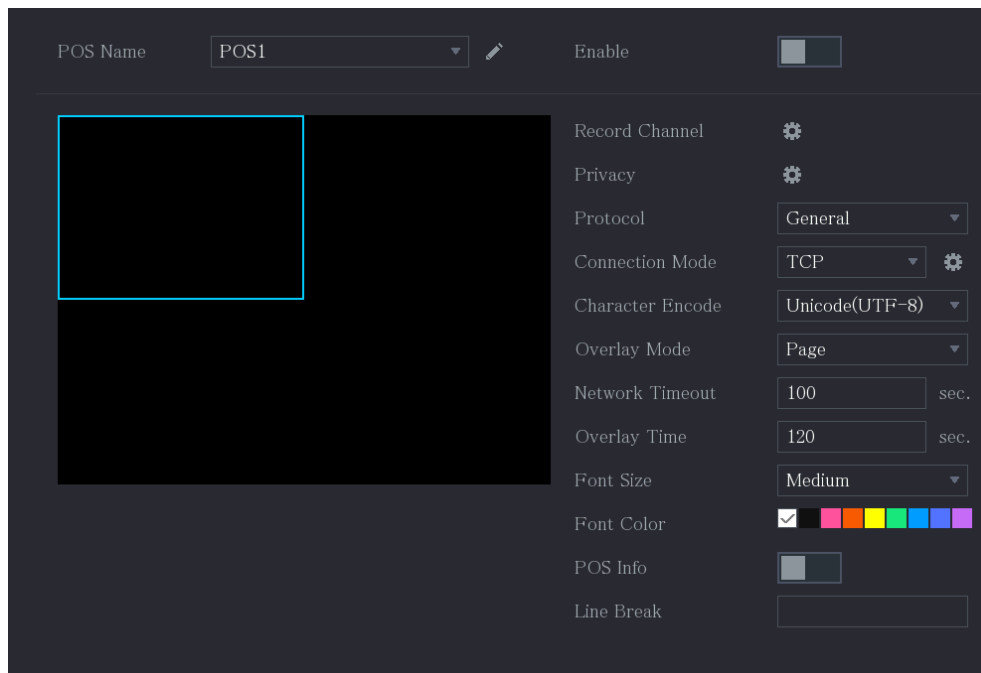 POS Name POS1 Enable
Record Channel
Privacy
Protocol General
Connection Mode TCP
Character Encode Unicode(UTF-8)
Overlay Mode Page
Network Timeout 100 sec.
Overlay Time 120 sec.
Font Size Medium
Font Color
POS Info
Line Break